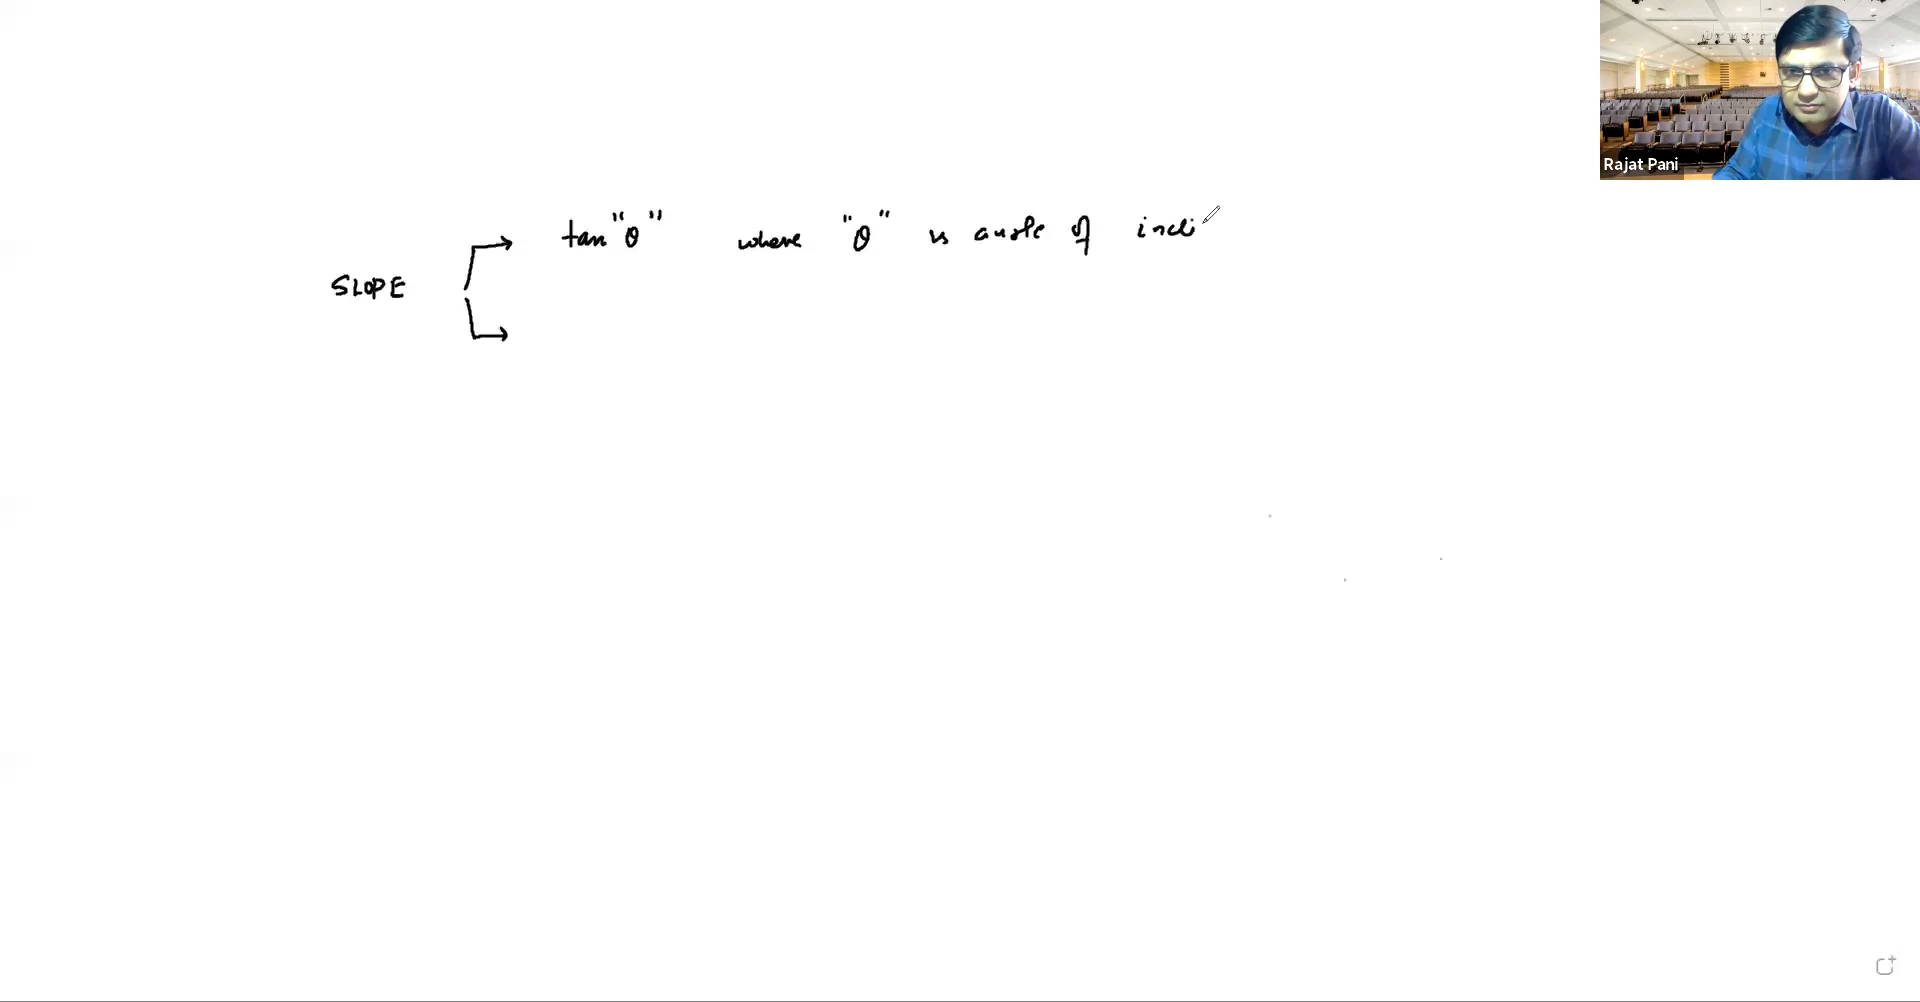 Rajat Pani
tan "θ" where "θ" is angle of incli
SLOPE